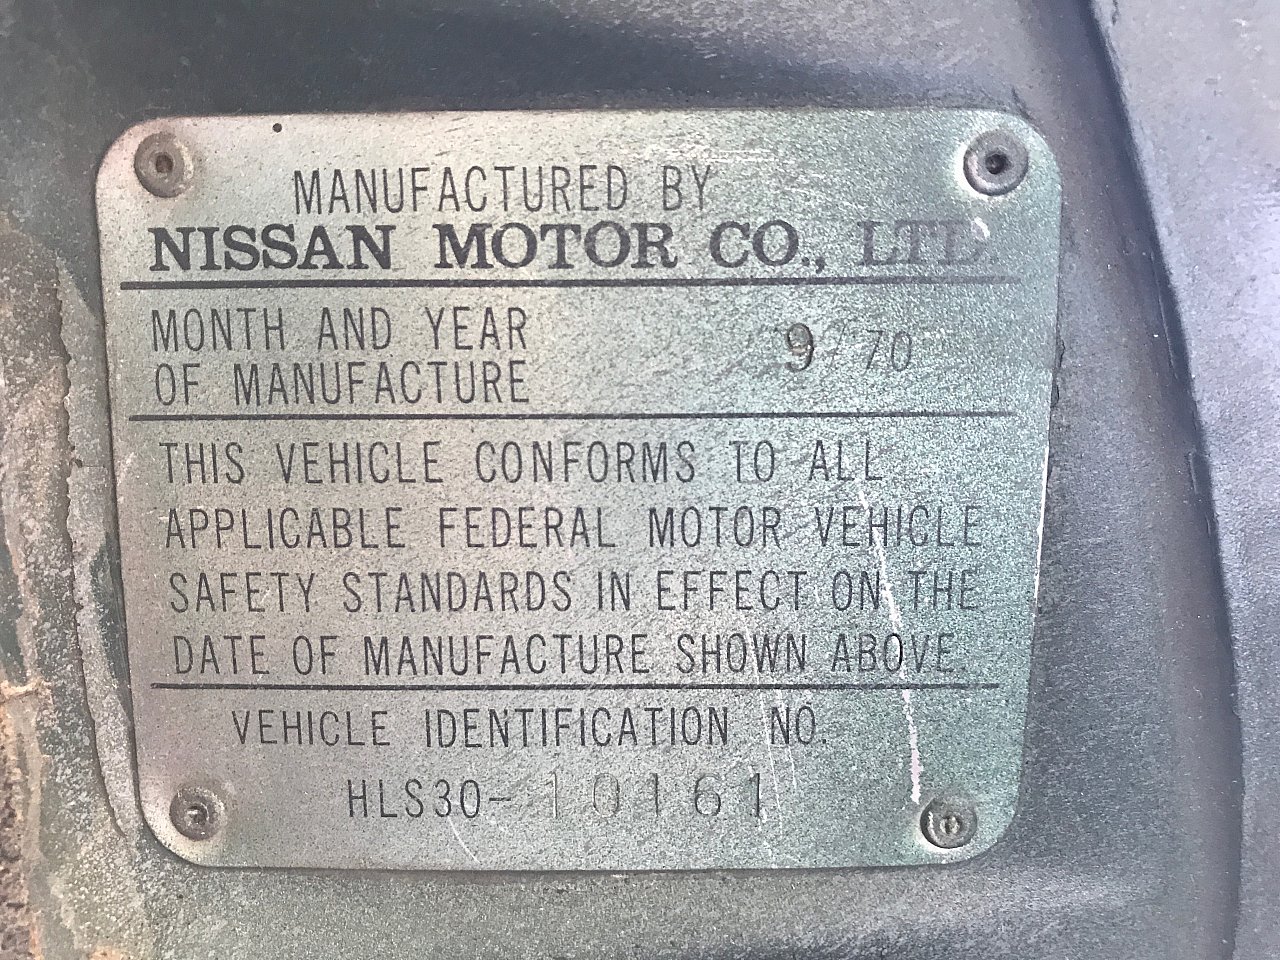 MANUFACTURED BY
NISSAN MOTOR CO., LTD.
MONTH AND YEAR
OF MANUFACTURE 9/70
THIS VEHICLE CONFORMS TO ALL
APPLICABLE FEDERAL MOTOR VEHICLE
SAFETY STANDARDS IN EFFECT ON THE
DATE OF MANUFACTURE SHOWN ABOVE.
VEHICLE IDENTIFICATION NO.
HLS30-10161